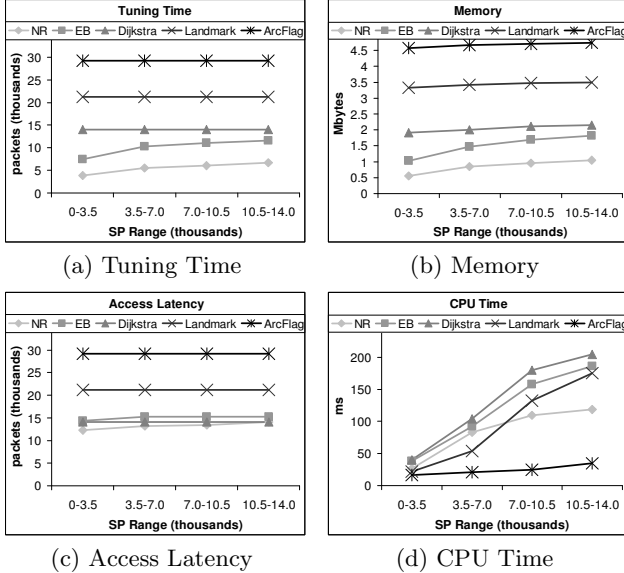 Tuning Time
NR EB Dijkstra Landmark ArcFlag
packets (thousands)
30
25
20
15
10
5
0
0-3.5 3.5-7.0 7.0-10.5 10.5-14.0
SP Range (thousands)
(a) Tuning Time
Memory
NR EB Dijkstra Landmark ArcFlag
Mbytes
4.5
4
3.5
3
2.5
2
1.5
1
0.5
0
0-3.5 3.5-7.0 7.0-10.5 10.5-14.0
SP Range (thousands)
(b) Memory
Access Latency
NR EB Dijkstra Landmark ArcFlag
packets (thousands)
30
25
20
15
10
5
0
0-3.5 3.5-7.0 7.0-10.5 10.5-14.0
SP Range (thousands)
(c) Access Latency
CPU Time
NR EB Dijkstra Landmark ArcFlag
ms
200
150
100
50
0
0-3.5 3.5-7.0 7.0-10.5 10.5-14.0
SP Range (thousands)
(d) CPU Time